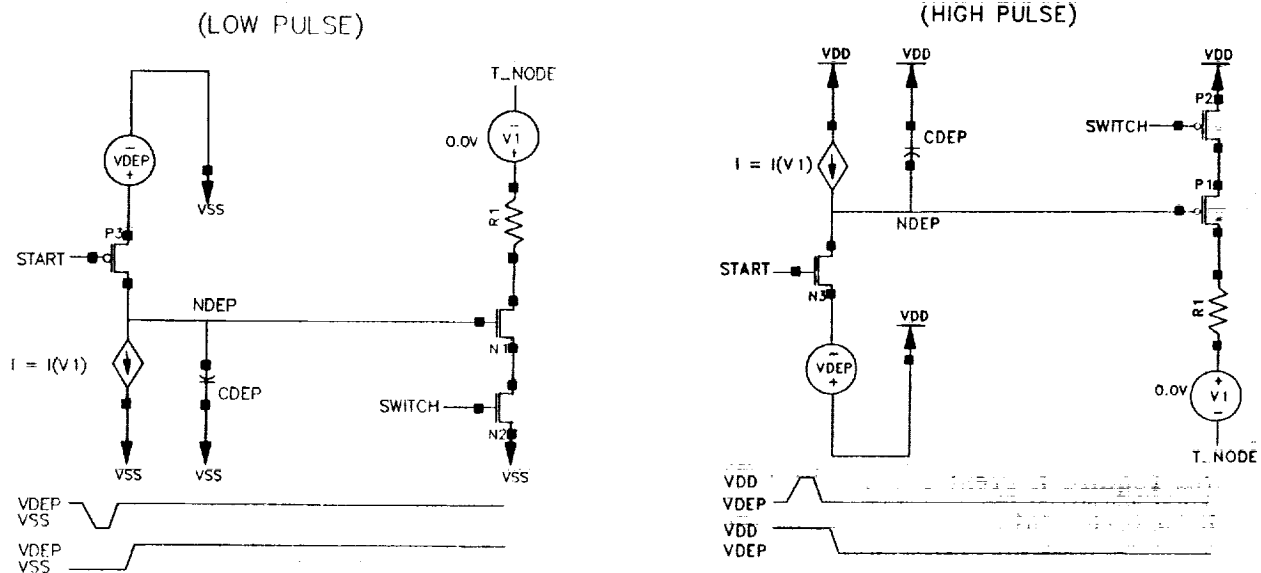 (LOW PULSE)
T_NODE
0.0V
V1
VDEP
VSS
P3
R1
START
NDEP
N1
I = I(V1)
CDEP
SWITCH
N2
VSS
VSS
VSS
VDEP
VSS
VDEP
VSS
(HIGH PULSE)
VDD
VDD
VDD
P2
SWITCH
CDEP
I = I(V1)
P1
NDEP
START
N3
VDD
R1
VDEP
0.0V
V1
T_NODE
VDD
VDEP
VDD
VDEP